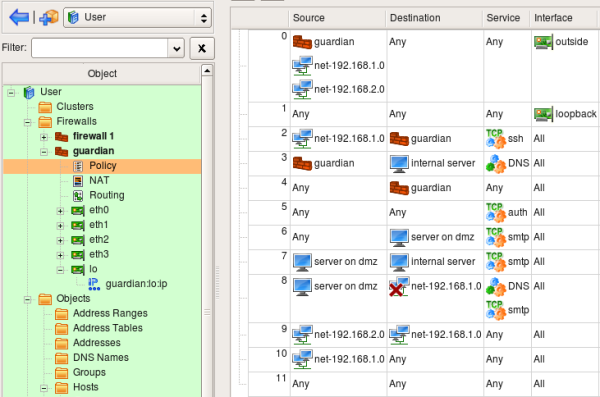 User
Filter:
x
Object
User
Clusters
Firewalls
firewall 1
guardian
Policy
NAT
Routing
eth0
eth1
eth2
eth3
lo
IP guardian:lo:ip
Objects
Address Ranges
Address Tables
Addresses
DNS Names
Groups
Hosts
Source Destination Service Interface
0 guardian Any Any outside
net-192.168.1.0
net-192.168.2.0
1 Any Any Any loopback
2 net-192.168.1.0 guardian TCP ssh All
3 guardian internal server DNS All
4 Any guardian Any All
5 Any Any TCP auth All
6 Any server on dmz TCP smtp All
7 server on dmz internal server TCP smtp All
8 server on dmz net-192.168.1.0 DNS All
TCP smtp
9 net-192.168.2.0 net-192.168.1.0 Any All
10 net-192.168.1.0 Any Any All
11 Any Any Any All